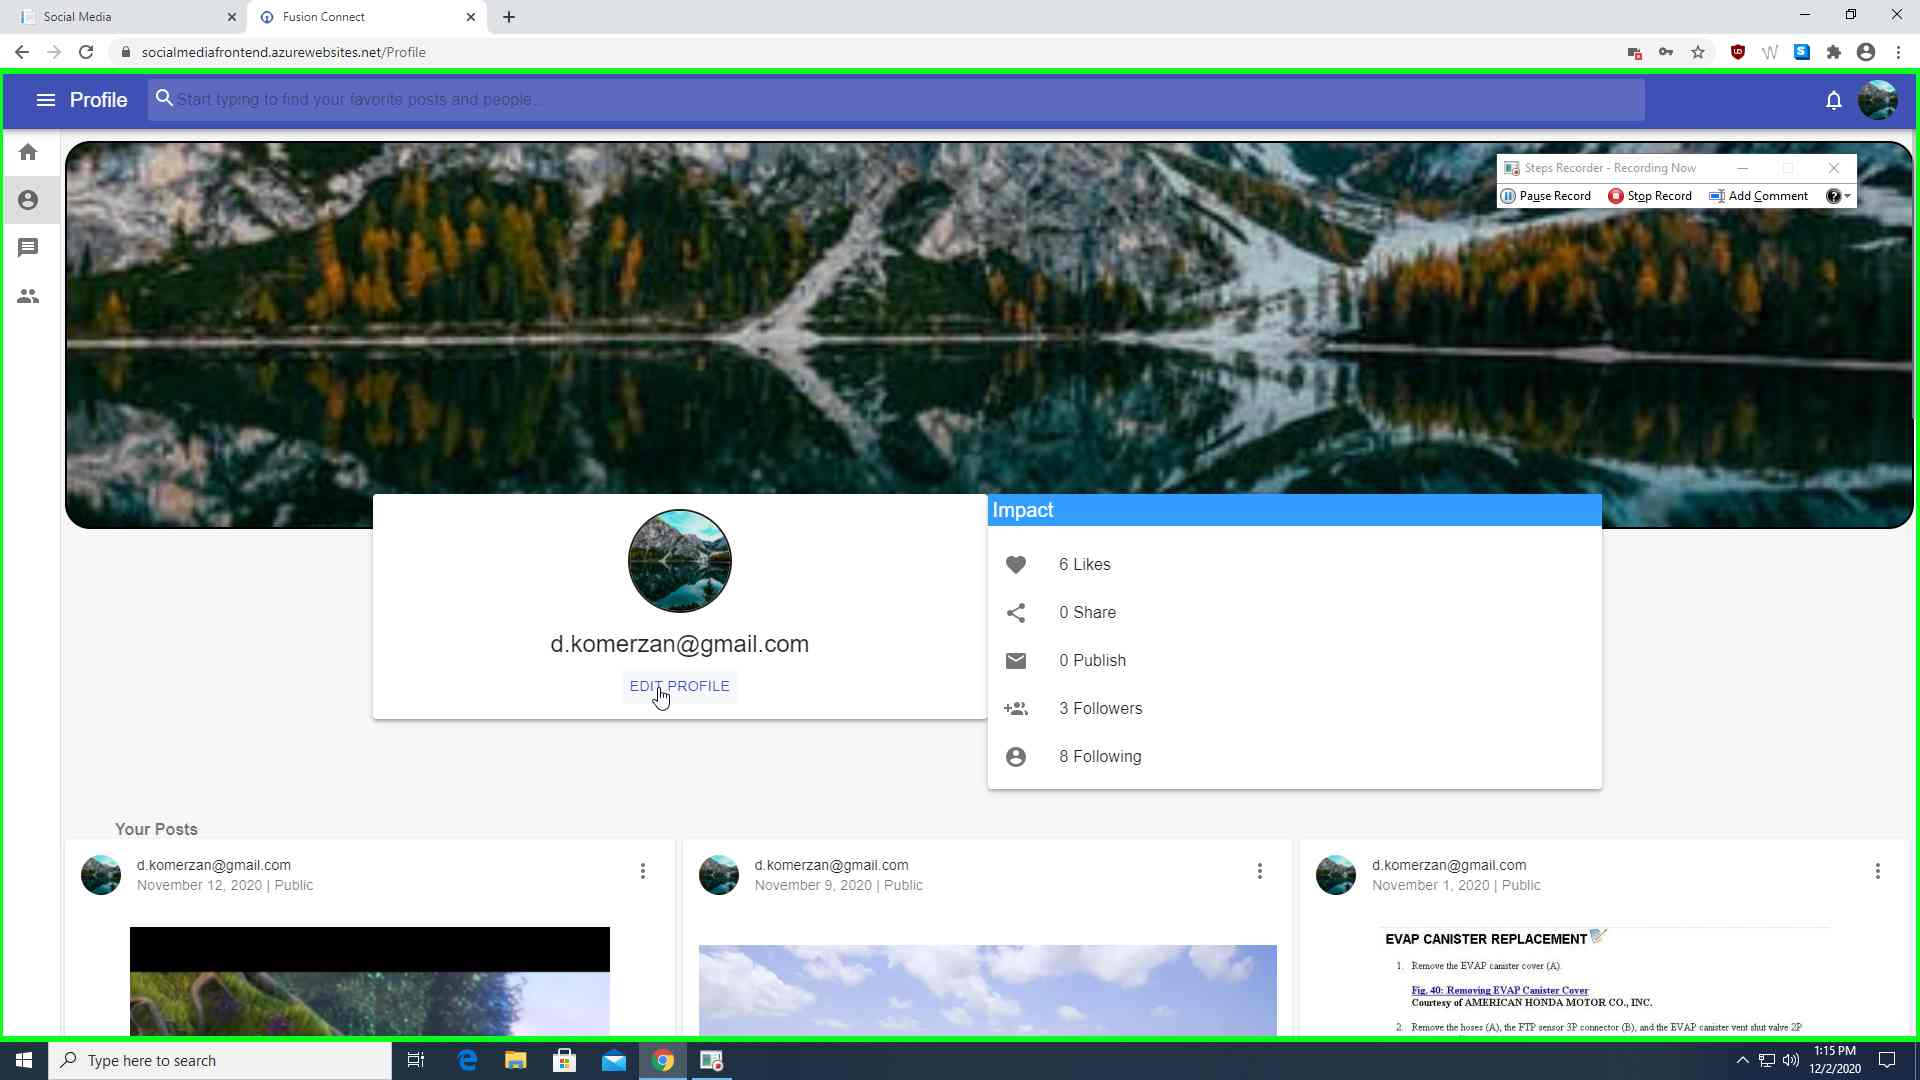 Social Media
Fusion Connect
socialmediafrontend.azurewebsites.net/Profile
Profile
Start typing to find your favorite posts and people...
Steps Recorder - Recording Now
Pause Record
Stop Record
Add Comment
Impact
6 Likes
0 Share
0 Publish
3 Followers
8 Following
d.komerzan@gmail.com
EDIT PROFILE
Your Posts
d.komerzan@gmail.com
November 12, 2020 | Public
d.komerzan@gmail.com
November 9, 2020 | Public
d.komerzan@gmail.com
November 1, 2020 | Public
EVAP CANISTER REPLACEMENT
1. Remove the EVAP canister cover (A).
Fig. 40: Removing EVAP Canister Cover
Courtesy of AMERICAN HONDA MOTOR CO., INC.
2. Remove the hoses (A), the FTP sensor 3P connector (B), and the EVAP canister vent shut valve 2P
Type here to search
1:15 PM
12/2/2020